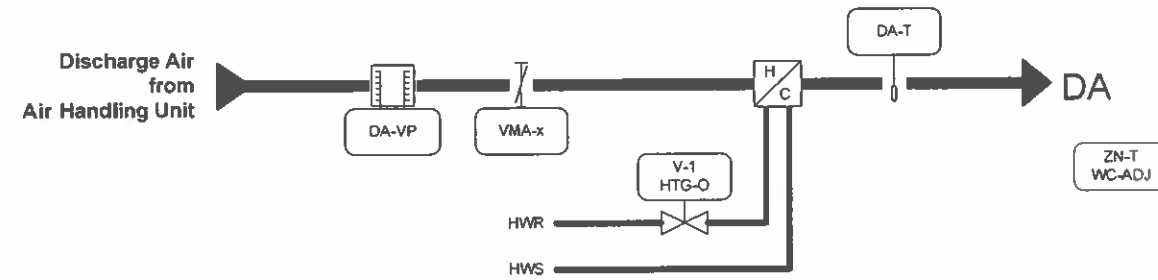 Discharge Air
from
Air Handling Unit
DA-VP
VMA-x
H
C
DA-T
DA
ZN-T
WC-ADJ
V-1
HTG-O
HWR
HWS